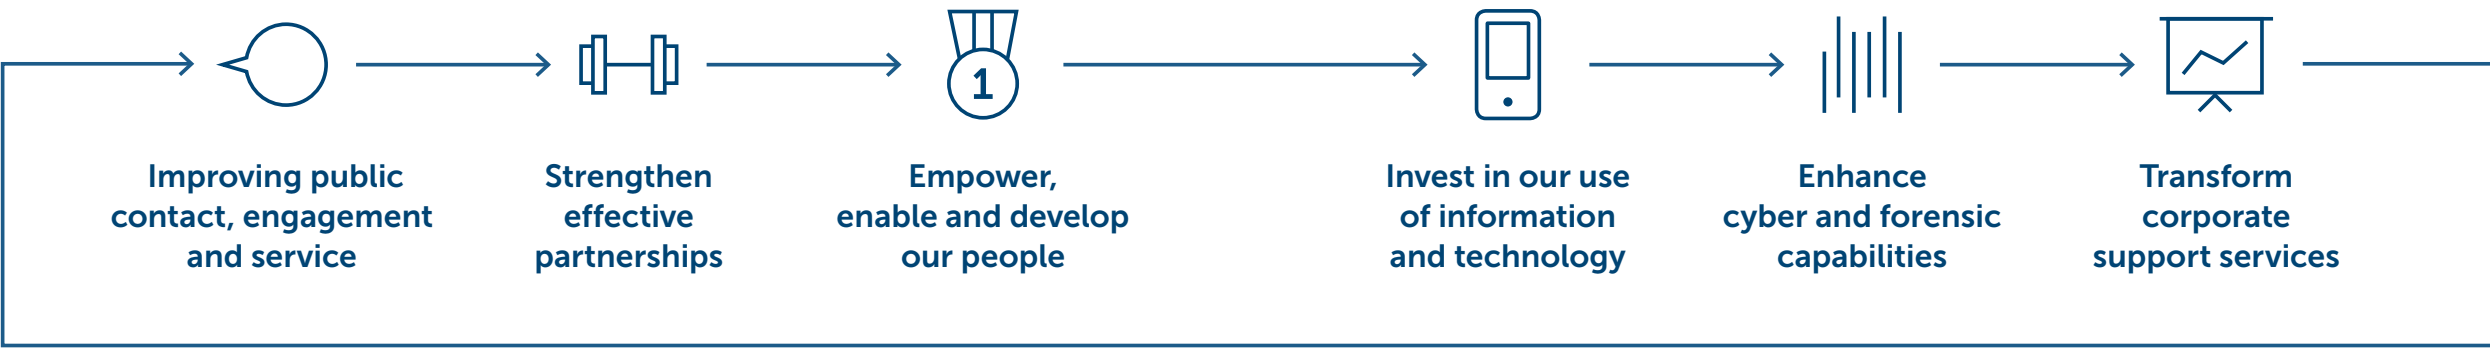 1
Improving public
contact, engagement
and service
Strengthen
effective
partnerships
Empower,
enable and develop
our people
Invest in our use
of information
and technology
Enhance
cyber and forensic
capabilities
Transform
corporate
support services